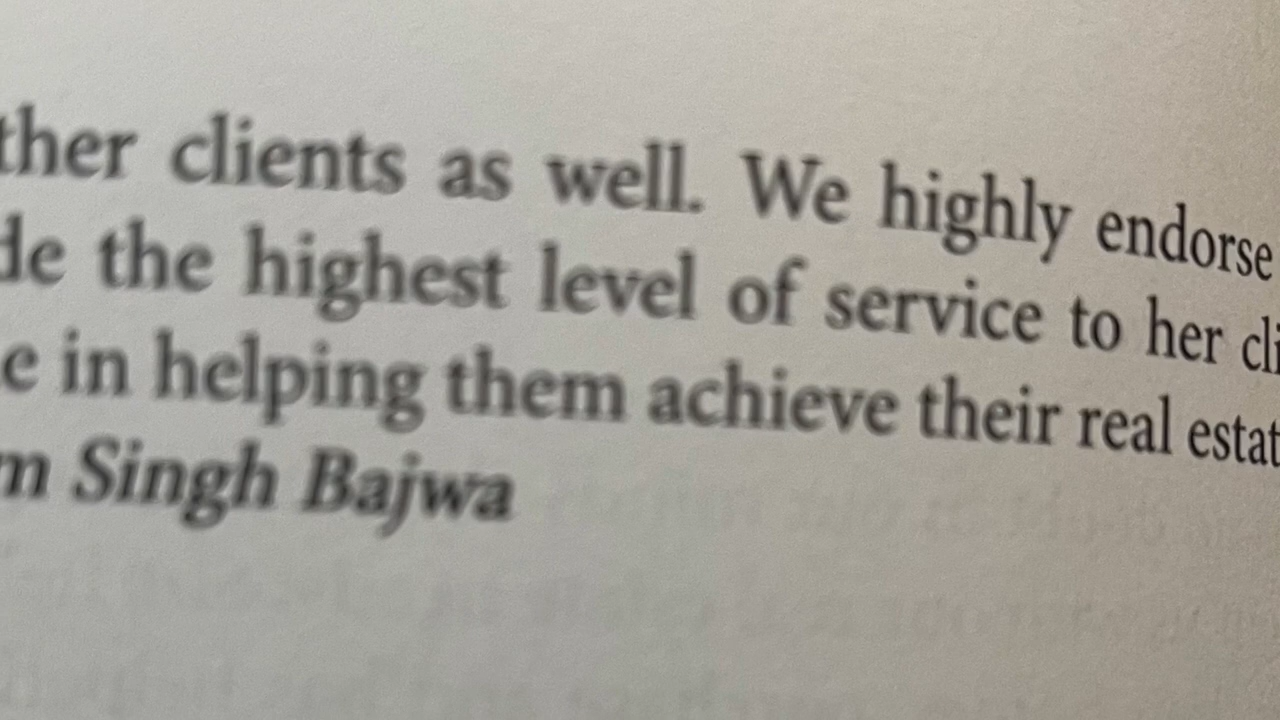 ther clients as well. We highly endorse
de the highest level of service to her cli
e in helping them achieve their real estat
m Singh Bajwa